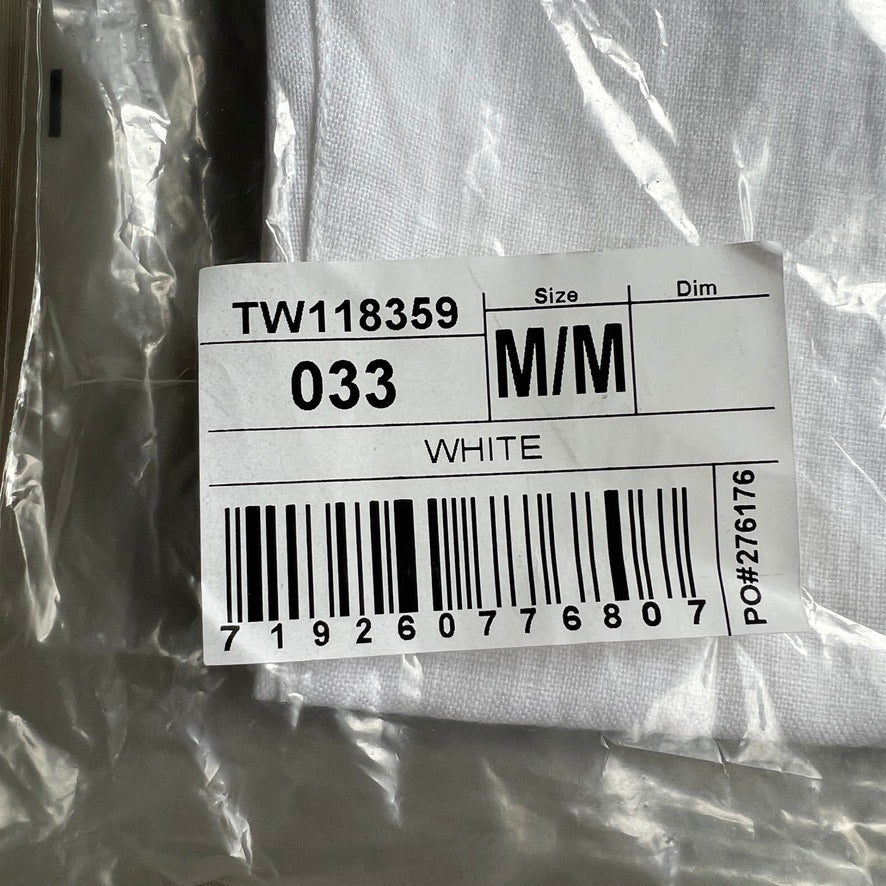 TW118359
Size
Dim
033
M/M
WHITE
719260776807
PO#276176